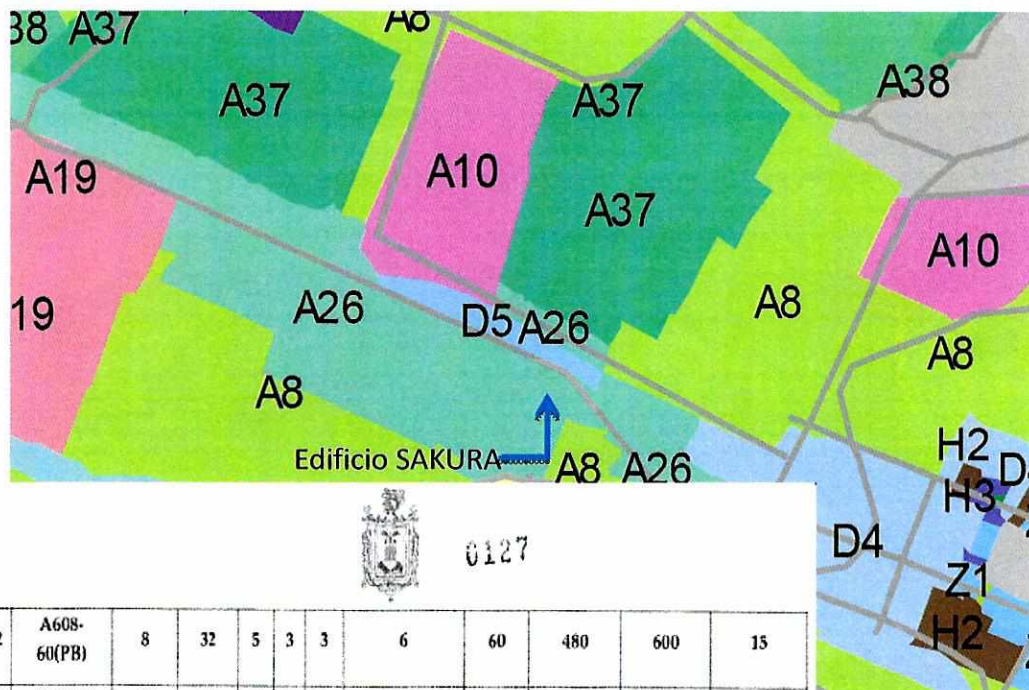 A37
A8
A37
A37
A38
A19
A10
A37
A10
19
A26
D5
A26
A8
A8
A8
Edificio SAKURA
A8
A26
H2
H3
D4
Z1
H2
0127
A608-
60(PB)
8 32 5 3 3 6 60 480 600 15